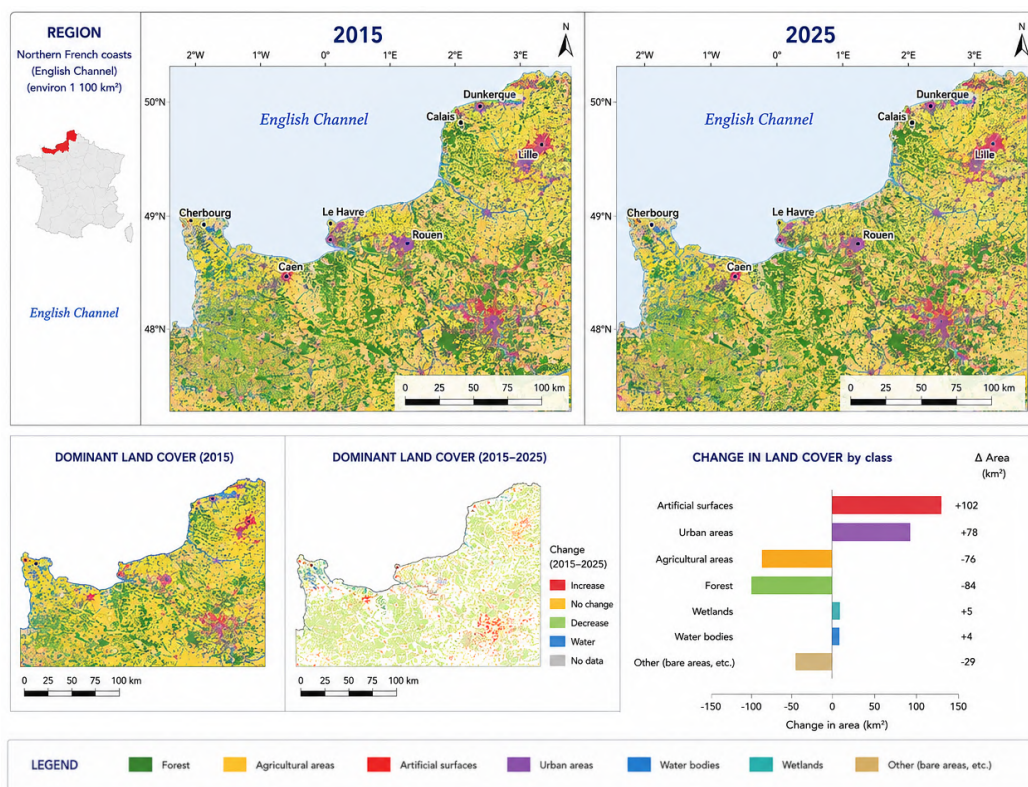 REGION
Northern French coasts
(English Channel)
(environ 1 100 km²)
English Channel
2015
N
2°W
1°W
0°
1°E
2°E
3°E
50°N
49°N
48°N
English Channel
Dunkerque
Calais
Lille
Cherbourg
Le Havre
Rouen
Caen
0 25 50 75 100 km
2025
N
2°W
1°W
0°
1°E
2°E
3°E
50°N
49°N
48°N
English Channel
Dunkerque
Calais
Lille
Cherbourg
Le Havre
Rouen
Caen
0 25 50 75 100 km
DOMINANT LAND COVER (2015)
0 25 50 75 100 km
DOMINANT LAND COVER (2015–2025)
Change
(2015–2025)
Increase
No change
Decrease
Water
No data
0 25 50 75 100 km
CHANGE IN LAND COVER by class
Δ Area
(km²)
Artificial surfaces +102
Urban areas +78
Agricultural areas -76
Forest -84
Wetlands +5
Water bodies +4
Other (bare areas, etc.) -29
-150 -100 -50 0 50 100 150
Change in area (km²)
LEGEND
Forest
Agricultural areas
Artificial surfaces
Urban areas
Water bodies
Wetlands
Other (bare areas, etc.)